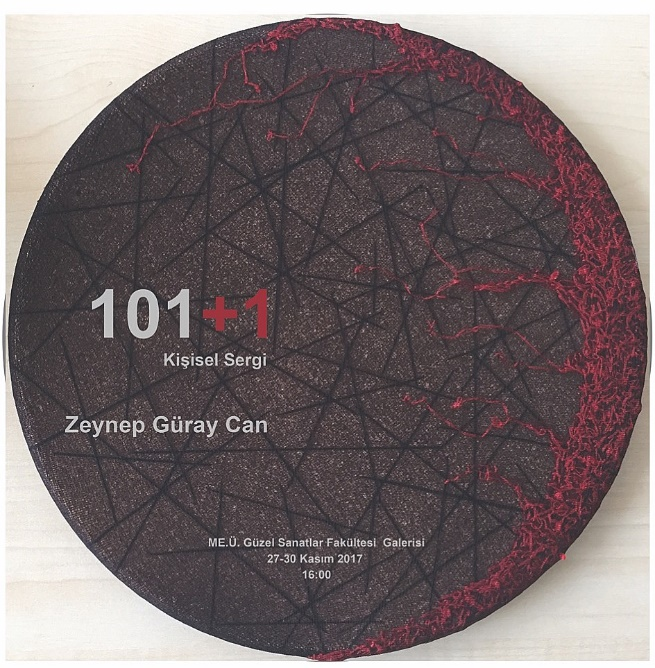 101+1
Kişisel Sergi
Zeynep Güray Can
ME.Ü. Güzel Sanatlar Fakültesi Galerisi
27-30 Kasım 2017
16:00